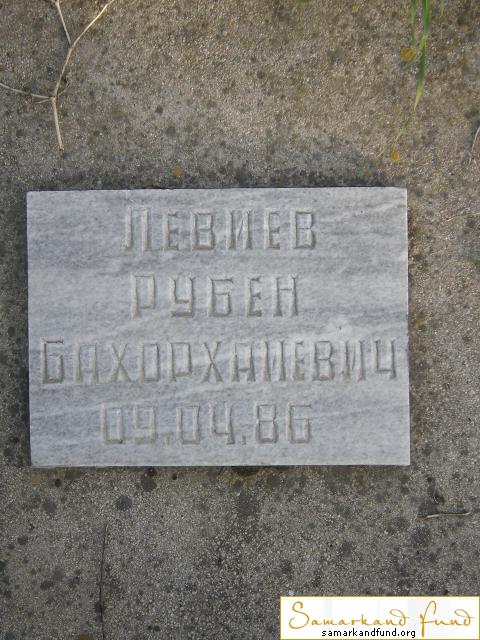 ЛЕВИЕВ
РУБЕН
БАХОРХАИЕВИЧ
09.04.86
Samarkand Fund
samarkandfund.org